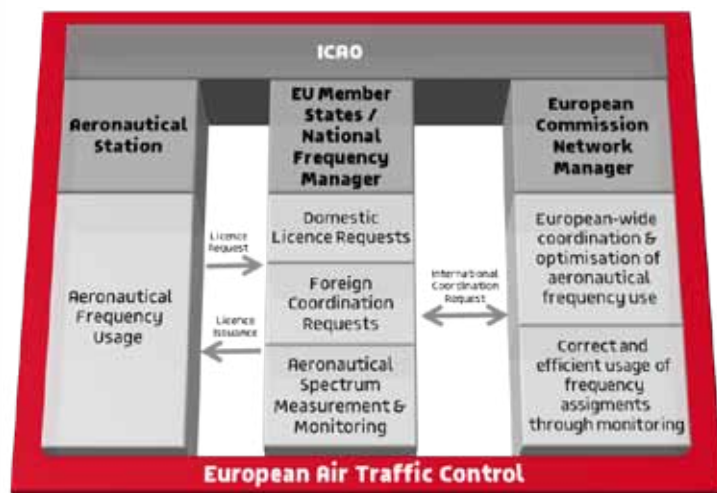 ICAO
Aeronautical
Station
EU Member
States /
National
Frequency
Manager
European
Commission
Network
Manager
Aeronautical
Frequency
Usage
Licence
Request
Licence
Issuance
Domestic
Licence Requests
Foreign
Coordination
Requests
Aeronautical
Spectrum
Measurement &
Monitoring
International
Coordination
Request
European-wide
coordination &
optimisation of
aeronautical
frequency use
Correct and
efficient usage of
frequency
assigments
through monitoring
European Air Traffic Control